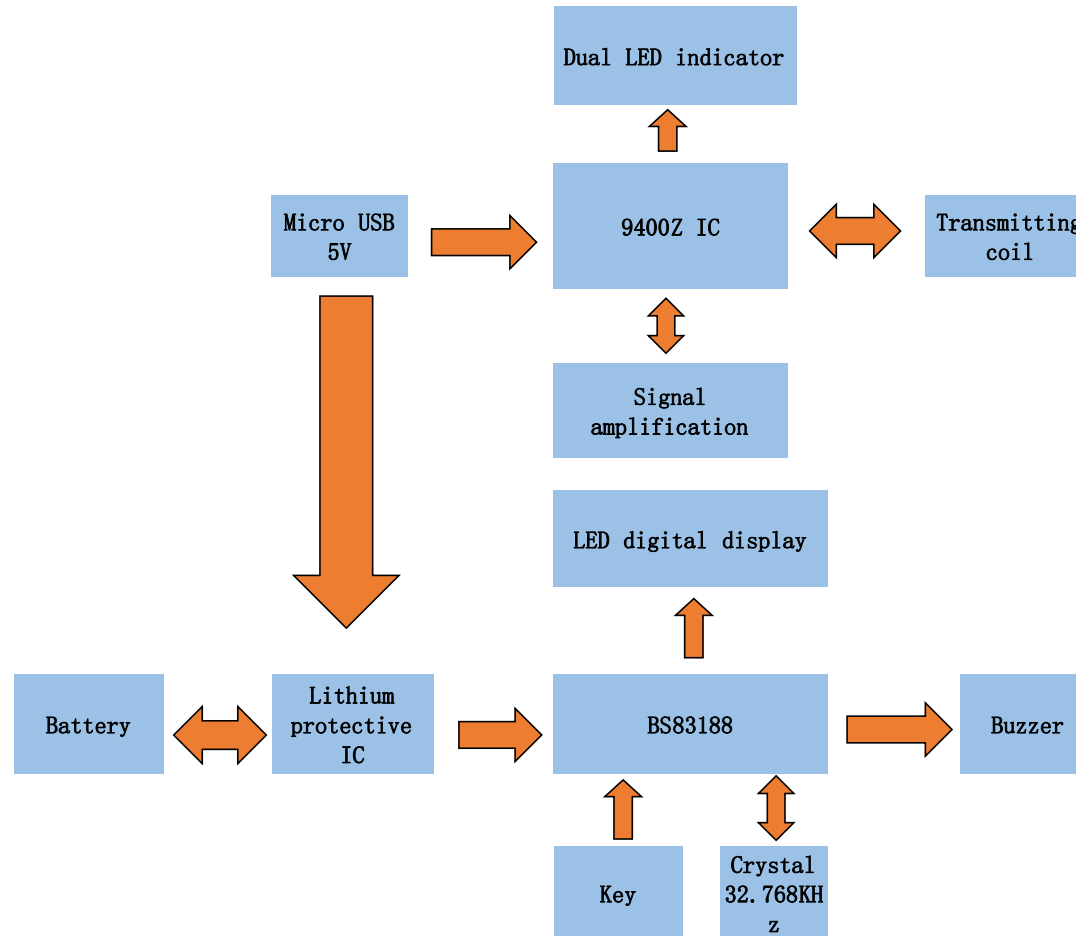 Dual LED indicator
Micro USB
5V
9400Z IC
Transmitting
coil
Signal
amplification
LED digital display
Battery
Lithium
protective
IC
BS83188
Buzzer
Key
Crystal
32.768KH
z